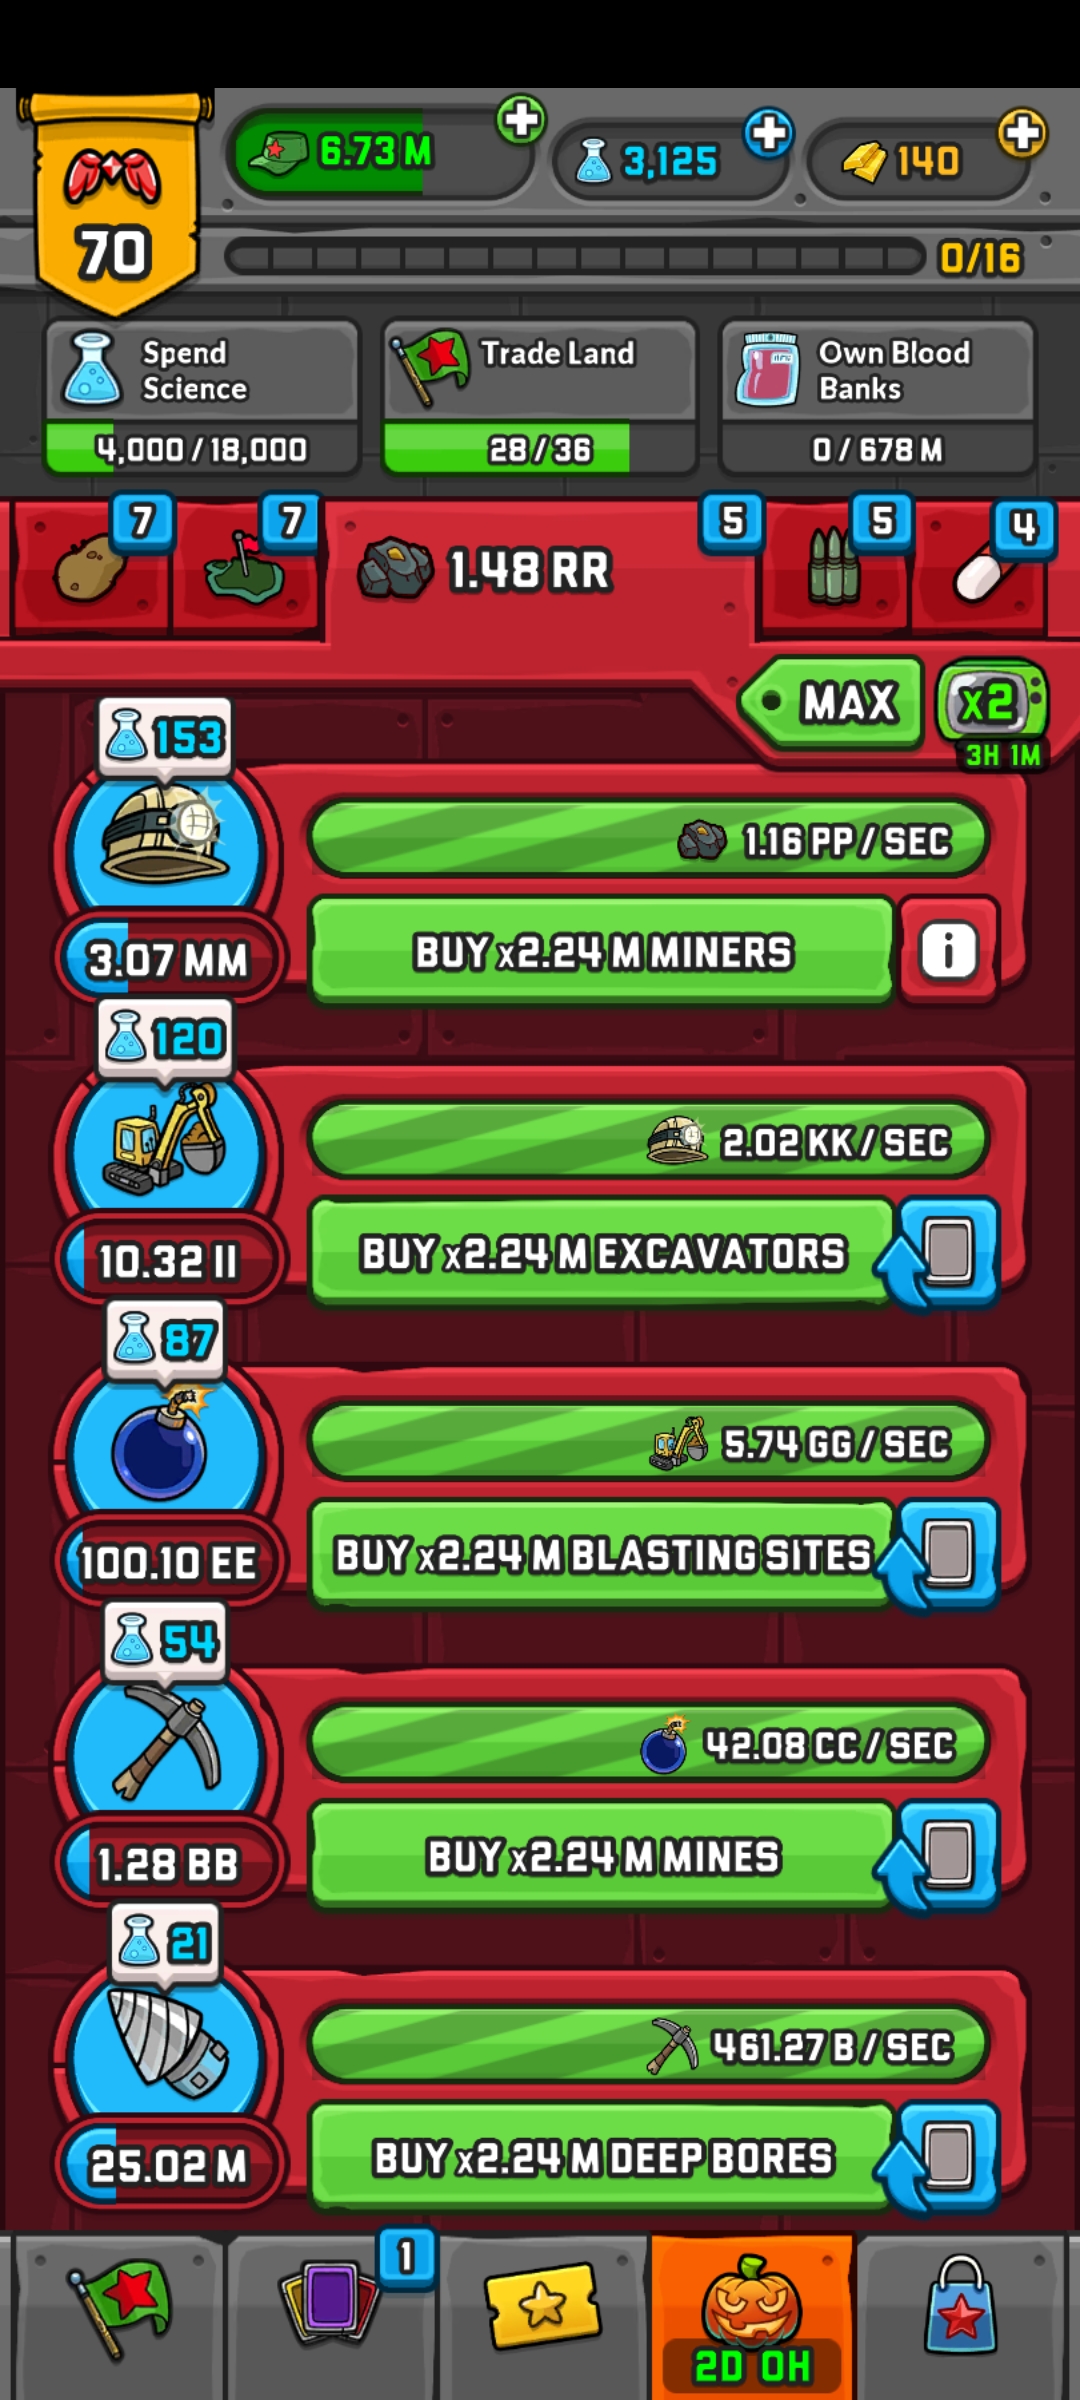 70
6.73 M
3,125
140
0/16
Spend
Science
4,000 / 18,000
Trade Land
28 / 36
Own Blood
Banks
0 / 678 M
7
7
1.48 RR
5
5
4
MAX
x2
3H 1M
153
1.16 PP / SEC
3.07 MM
BUY x2.24 M MINERS
i
120
2.02 KK / SEC
10.32 II
BUY x2.24 M EXCAVATORS
87
5.74 GG / SEC
100.10 EE
BUY x2.24 M BLASTING SITES
54
42.08 CC / SEC
1.28 BB
BUY x2.24 M MINES
21
461.27 B / SEC
25.02 M
BUY x2.24 M DEEP BORES
1
2D 0H